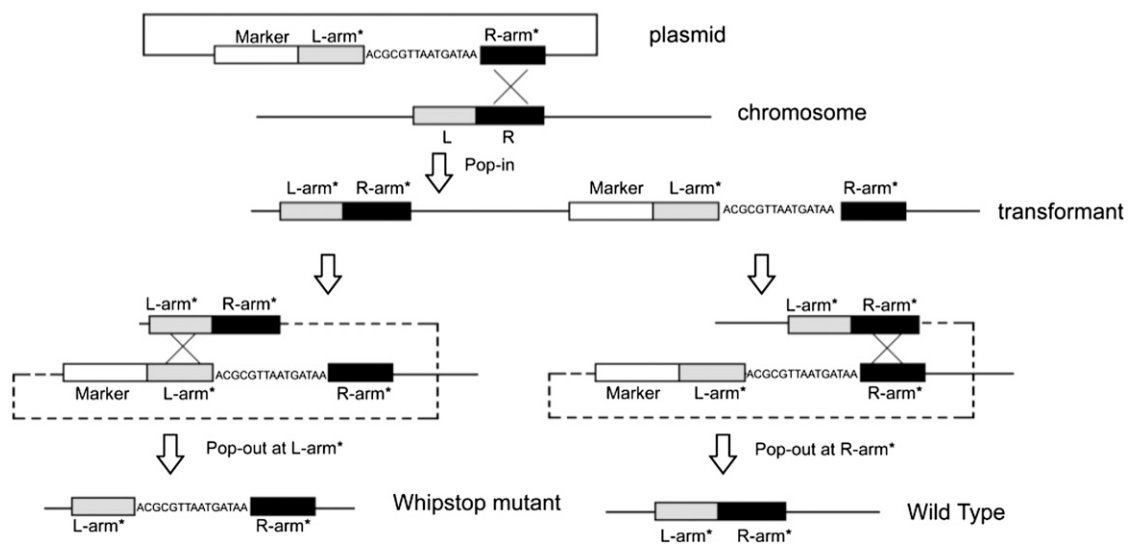 Marker L-arm* ACGCGTTAATGATAA R-arm* plasmid
chromosome
L R
Pop-in
L-arm* R-arm* Marker L-arm* ACGCGTTAATGATAA R-arm* transformant
L-arm* R-arm*
Marker L-arm* ACGCGTTAATGATAA R-arm*
L-arm* R-arm*
Marker L-arm* ACGCGTTAATGATAA R-arm*
Pop-out at L-arm*
Pop-out at R-arm*
L-arm* ACGCGTTAATGATAA R-arm* Whipstop mutant
L-arm* R-arm* Wild Type